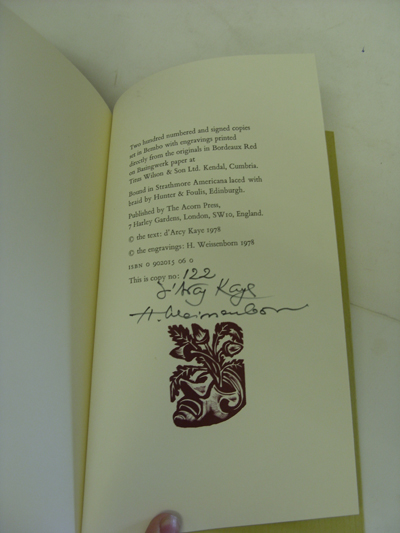 Two hundred numbered and signed copies
set in Bembo with engravings printed
directly from the originals in Bordeaux Red
on Basingwerk paper at
Titus Wilson & Son Ltd. Kendal, Cumbria.
Bound in Strathmore Americana laced with
braid by Hunter & Foulis, Edinburgh.
Published by The Acorn Press,
7 Harley Gardens, London, SW10, England.
© the text: d'Arcy Kaye 1978
© the engravings: H. Weissenborn 1978
ISBN 0 902015 06 0
This is copy no: 122
d'Arcy Kaye
H. Weissenborn